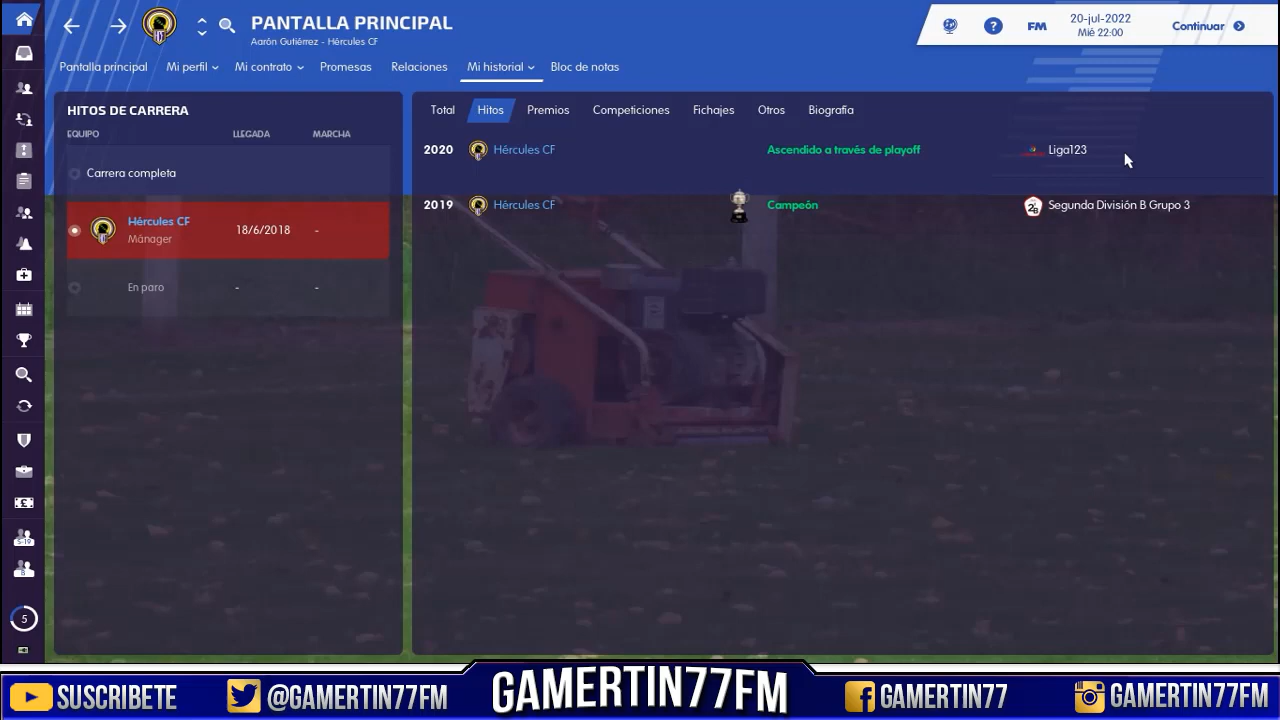 PANTALLA PRINCIPAL
Aarón Gutiérrez - Hércules CF
FM
20-jul-2022
Mié 22:00
Continuar
Pantalla principal
Mi perfil
Mi contrato
Promesas
Relaciones
Mi historial
Bloc de notas
HITOS DE CARRERA
EQUIPO LLEGADA MARCHA
Carrera completa
Hércules CF
Mánager
18/6/2018 -
En paro - -
Total Hitos Premios Competiciones Fichajes Otros Biografía
2020 Hércules CF Ascendido a través de playoff Liga123
2019 Hércules CF Campeón Segunda División B Grupo 3
S-19
B
5
SUSCRIBETE
@GAMERTIN77FM
GAMERTIN77FM
GAMERTIN77
GAMERTIN77FM